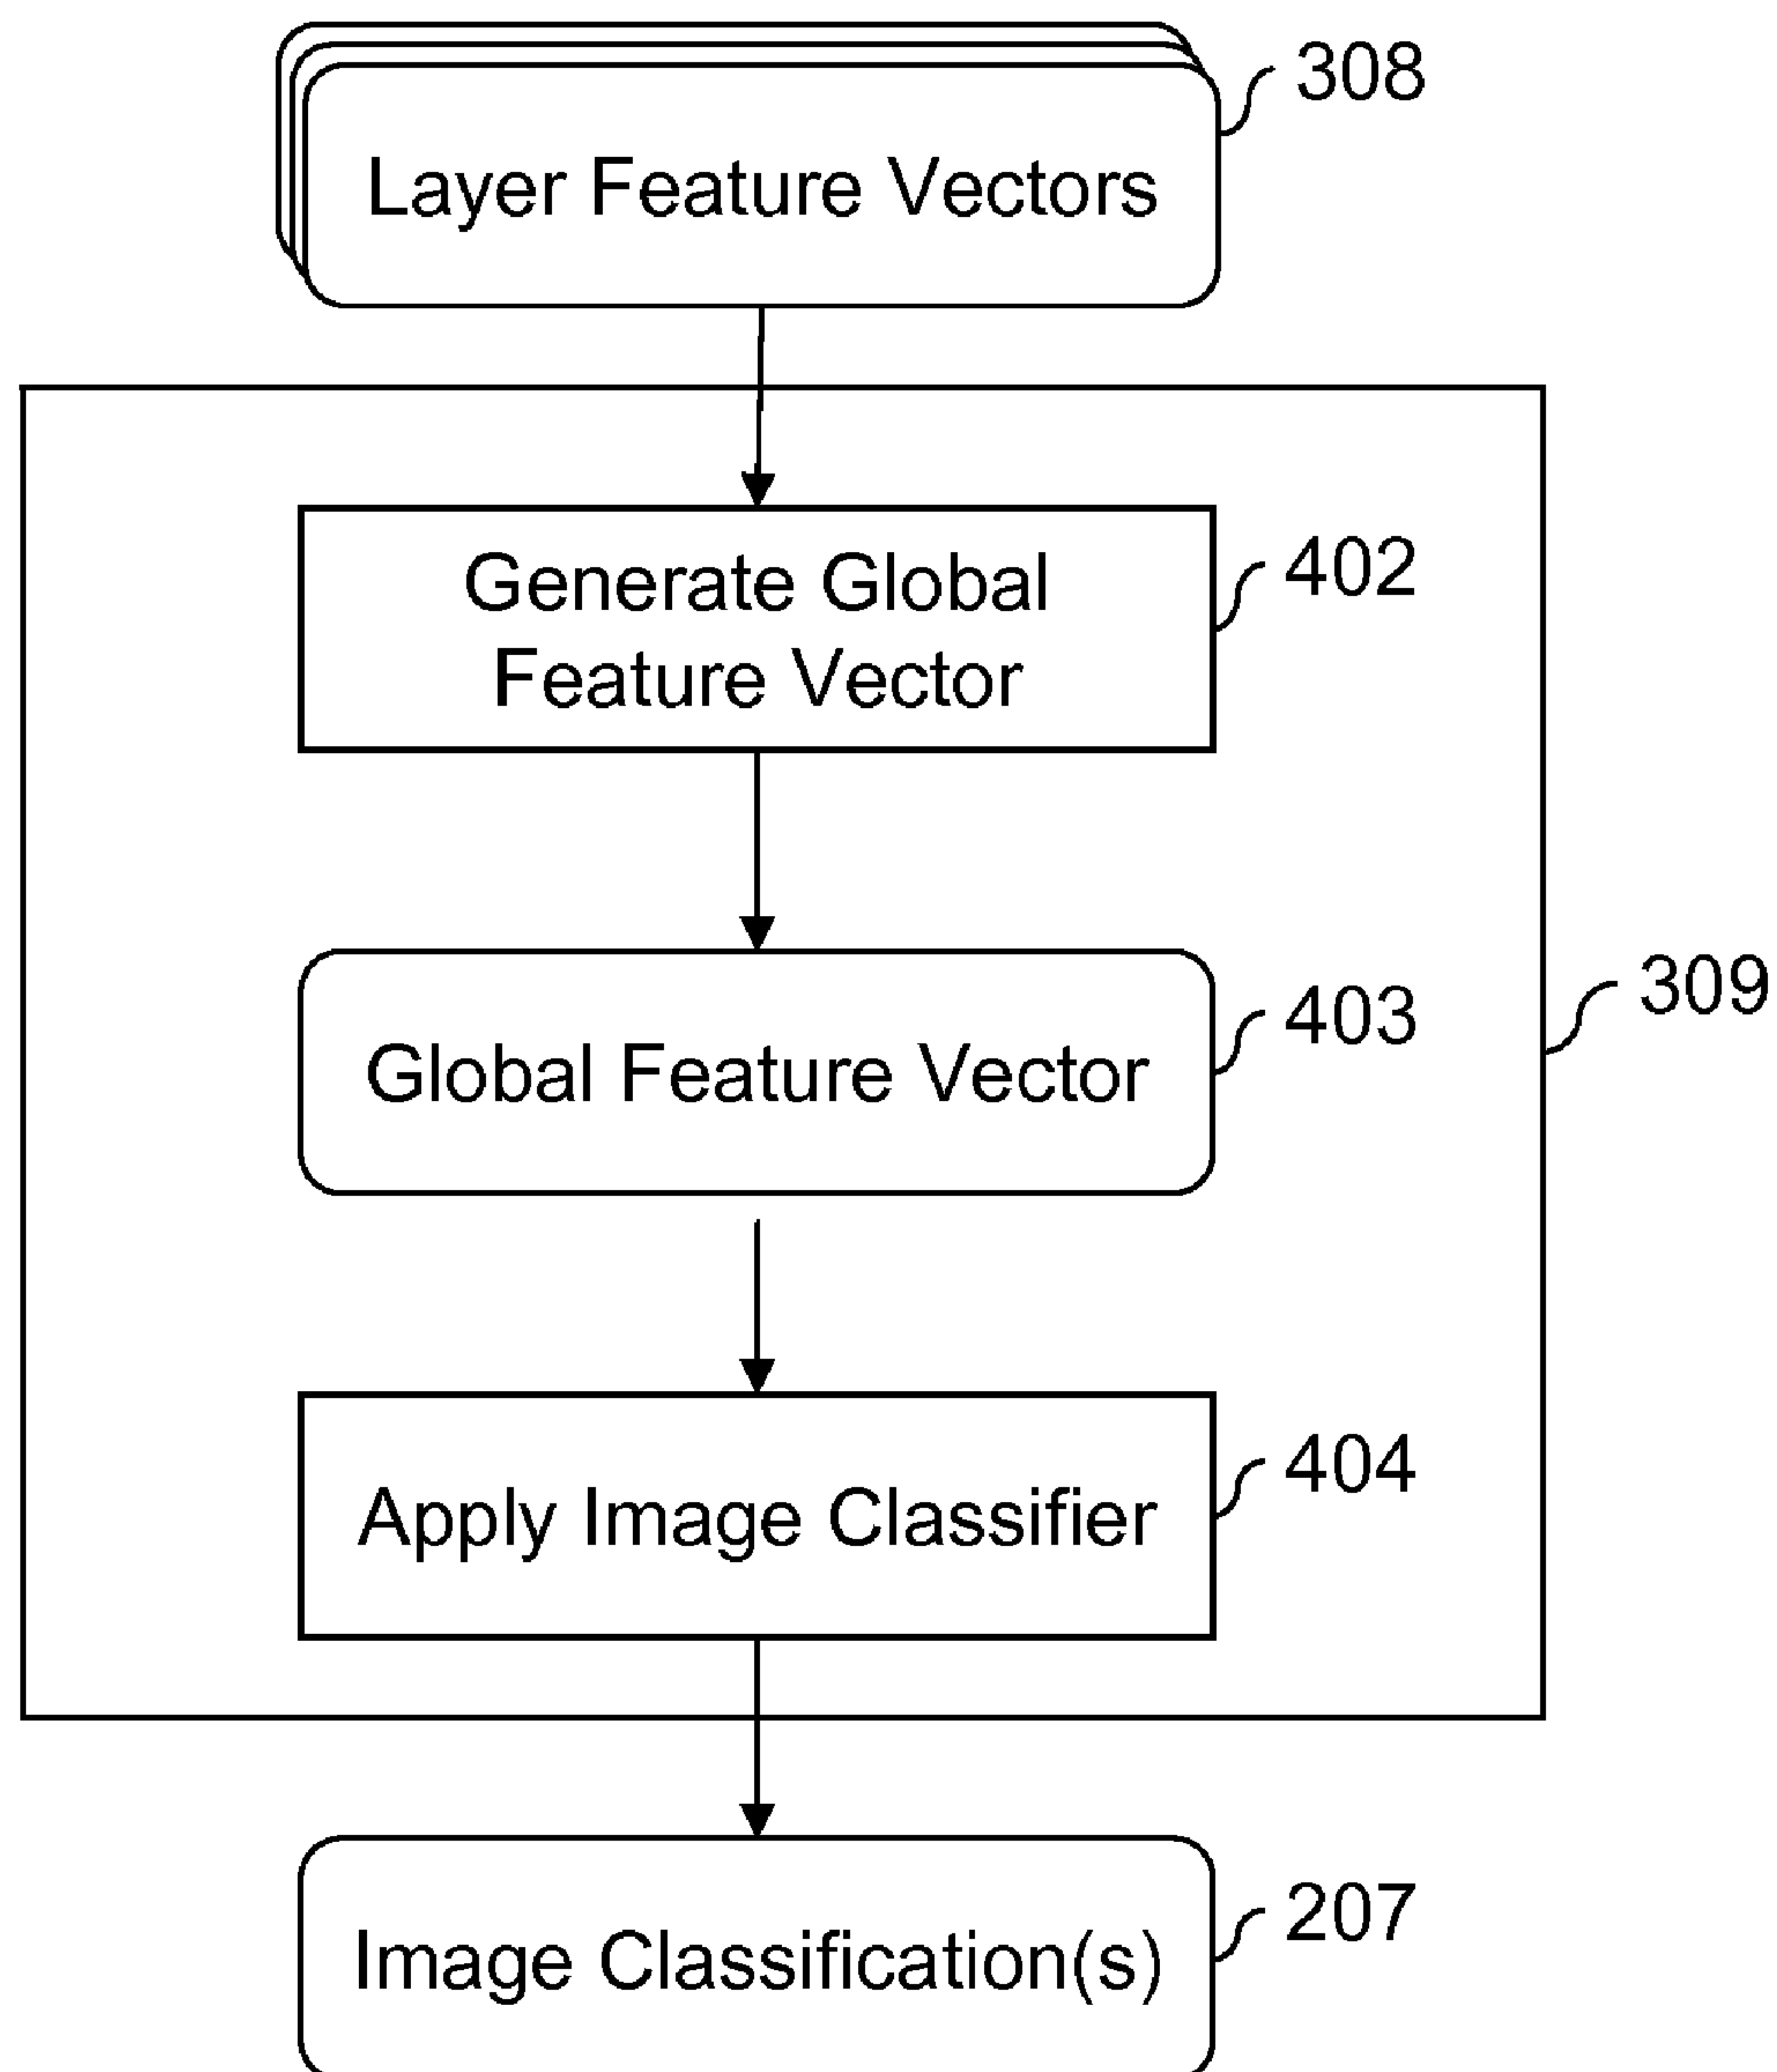 308
Layer Feature Vectors
Generate Global
Feature Vector
402
Global Feature Vector
403
309
Apply Image Classifier
404
Image Classification(s)
207